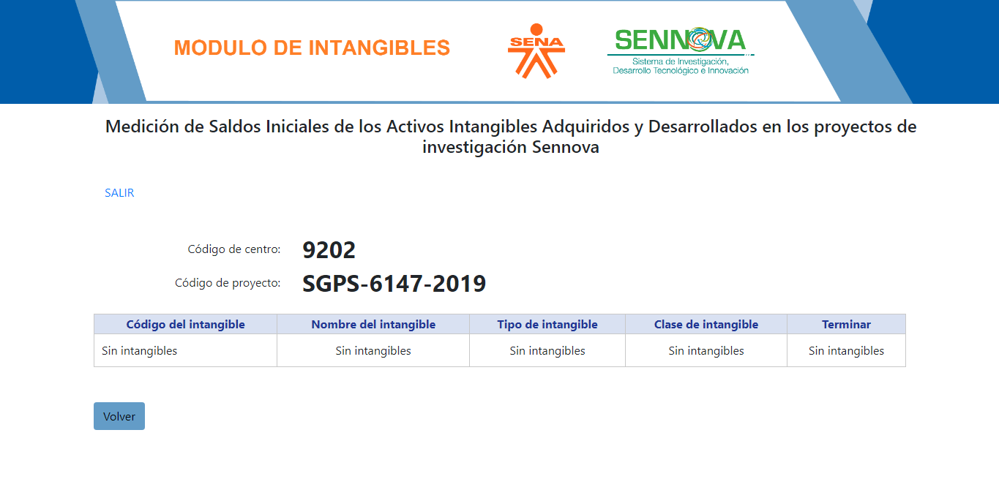 MODULO DE INTANGIBLES
SENA
SENNOVA
Sistema de Investigación,
Desarrollo Tecnológico e Innovación
Medición de Saldos Iniciales de los Activos Intangibles Adquiridos y Desarrollados en los proyectos de
investigación Sennova
SALIR
Código de centro: 9202
Código de proyecto: SGPS-6147-2019
Código del intangible Nombre del intangible Tipo de intangible Clase de intangible Terminar
Sin intangibles Sin intangibles Sin intangibles Sin intangibles Sin intangibles
Volver